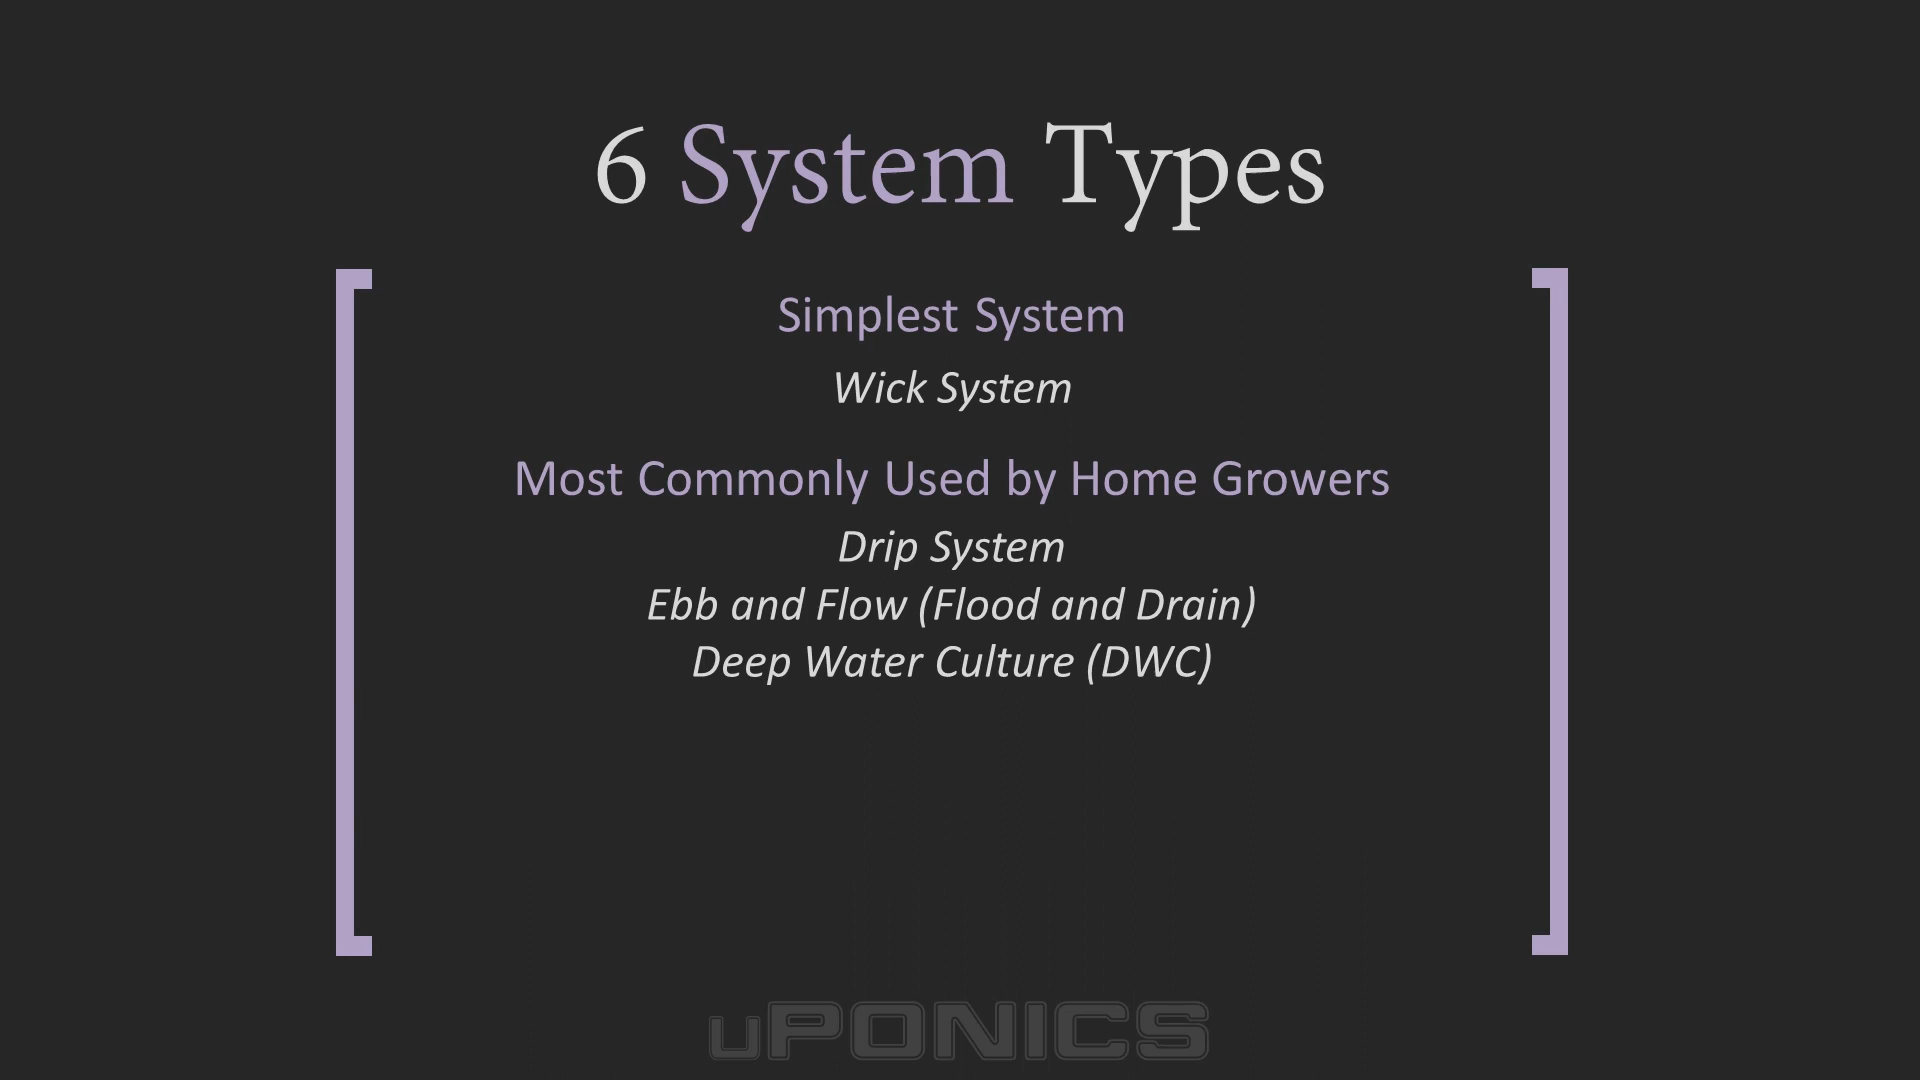 6 System Types
Simplest System
Wick System
Most Commonly Used by Home Growers
Drip System
Ebb and Flow (Flood and Drain)
Deep Water Culture (DWC)
uPONICS